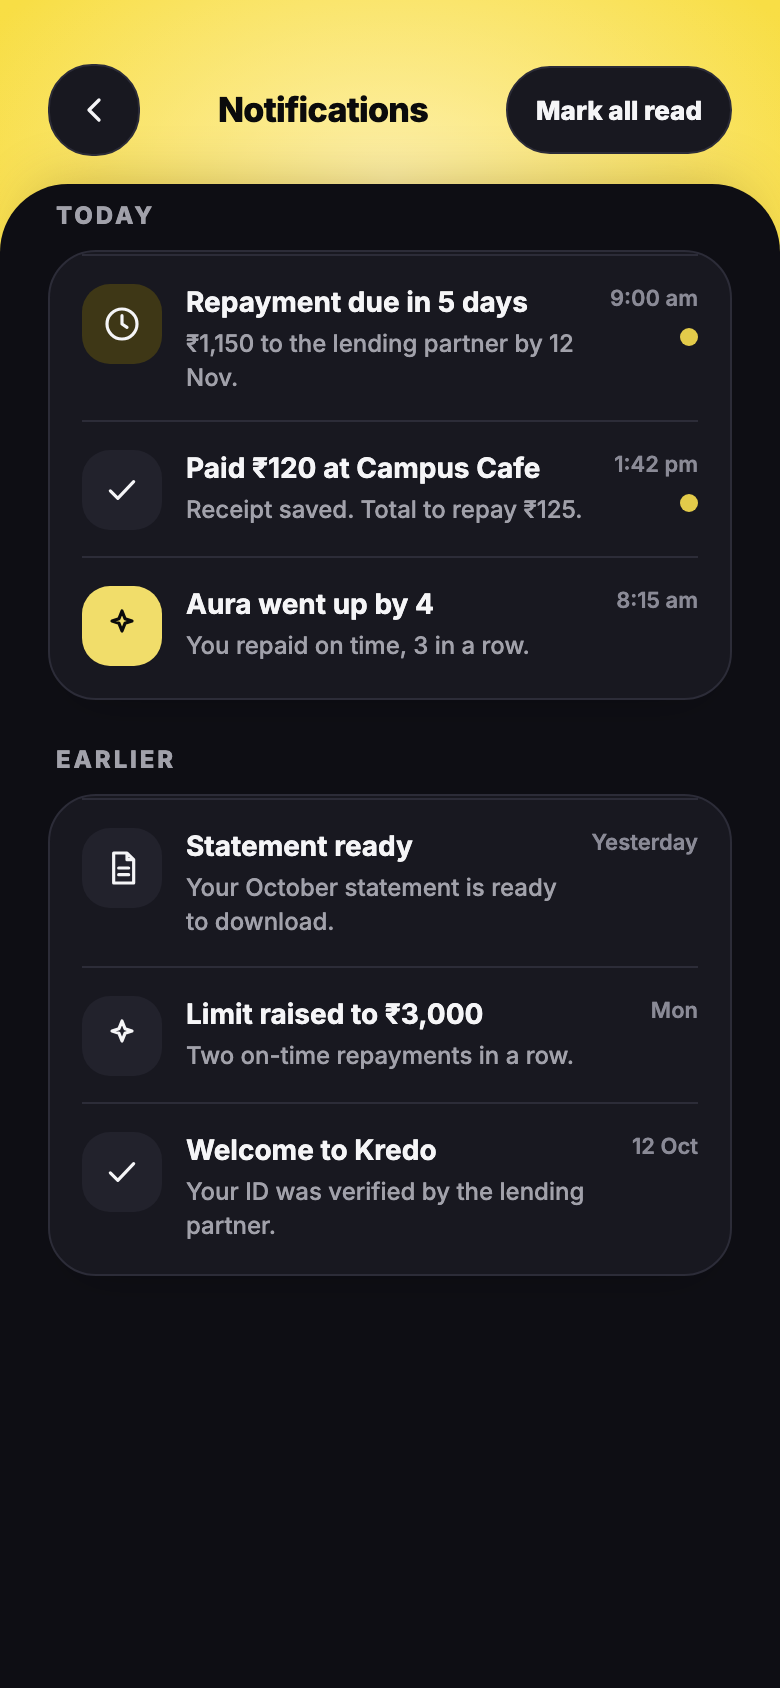 Notifications
Mark all read
TODAY
Repayment due in 5 days
9:00 am
₹1,150 to the lending partner by 12
Nov.
Paid ₹120 at Campus Cafe
1:42 pm
Receipt saved. Total to repay ₹125.
Aura went up by 4
8:15 am
You repaid on time, 3 in a row.
EARLIER
Statement ready
Yesterday
Your October statement is ready
to download.
Limit raised to ₹3,000
Mon
Two on-time repayments in a row.
Welcome to Kredo
12 Oct
Your ID was verified by the lending
partner.